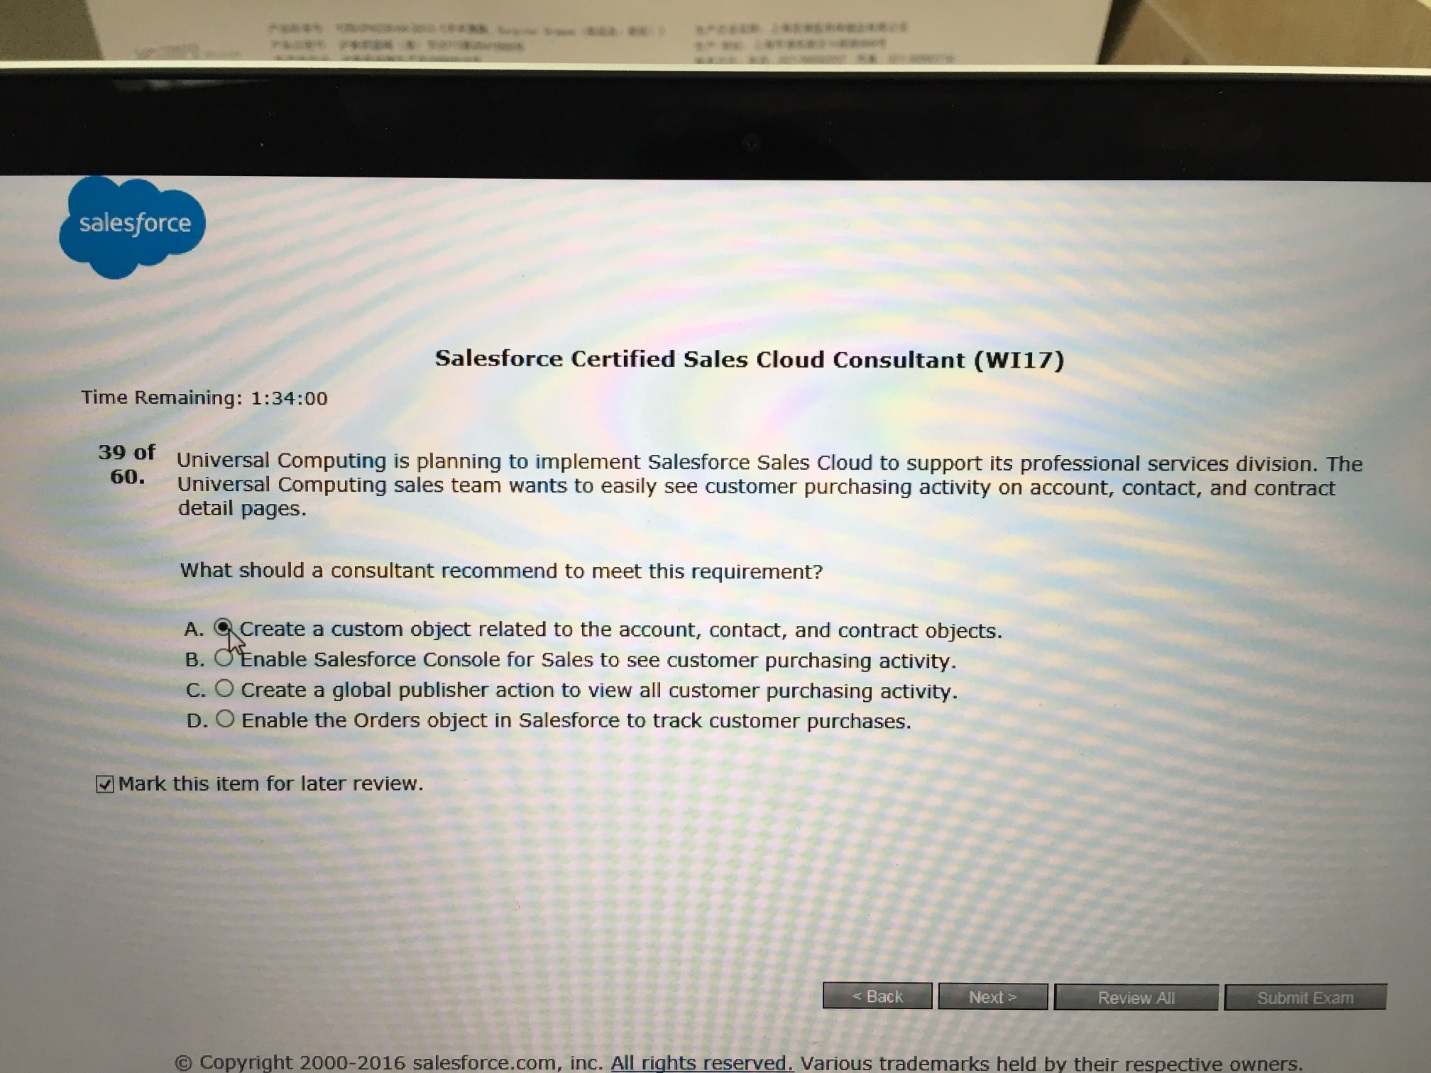 salesforce
Salesforce Certified Sales Cloud Consultant (WI17)
Time Remaining: 1:34:00
39 of
60.
Universal Computing is planning to implement Salesforce Sales Cloud to support its professional services division. The
Universal Computing sales team wants to easily see customer purchasing activity on account, contact, and contract
detail pages.
What should a consultant recommend to meet this requirement?
A. Create a custom object related to the account, contact, and contract objects.
B. Enable Salesforce Console for Sales to see customer purchasing activity.
C. Create a global publisher action to view all customer purchasing activity.
D. Enable the Orders object in Salesforce to track customer purchases.
Mark this item for later review.
< Back
Next >
Review All
Submit Exam
© Copyright 2000-2016 salesforce.com, inc. All rights reserved. Various trademarks held by their respective owners.